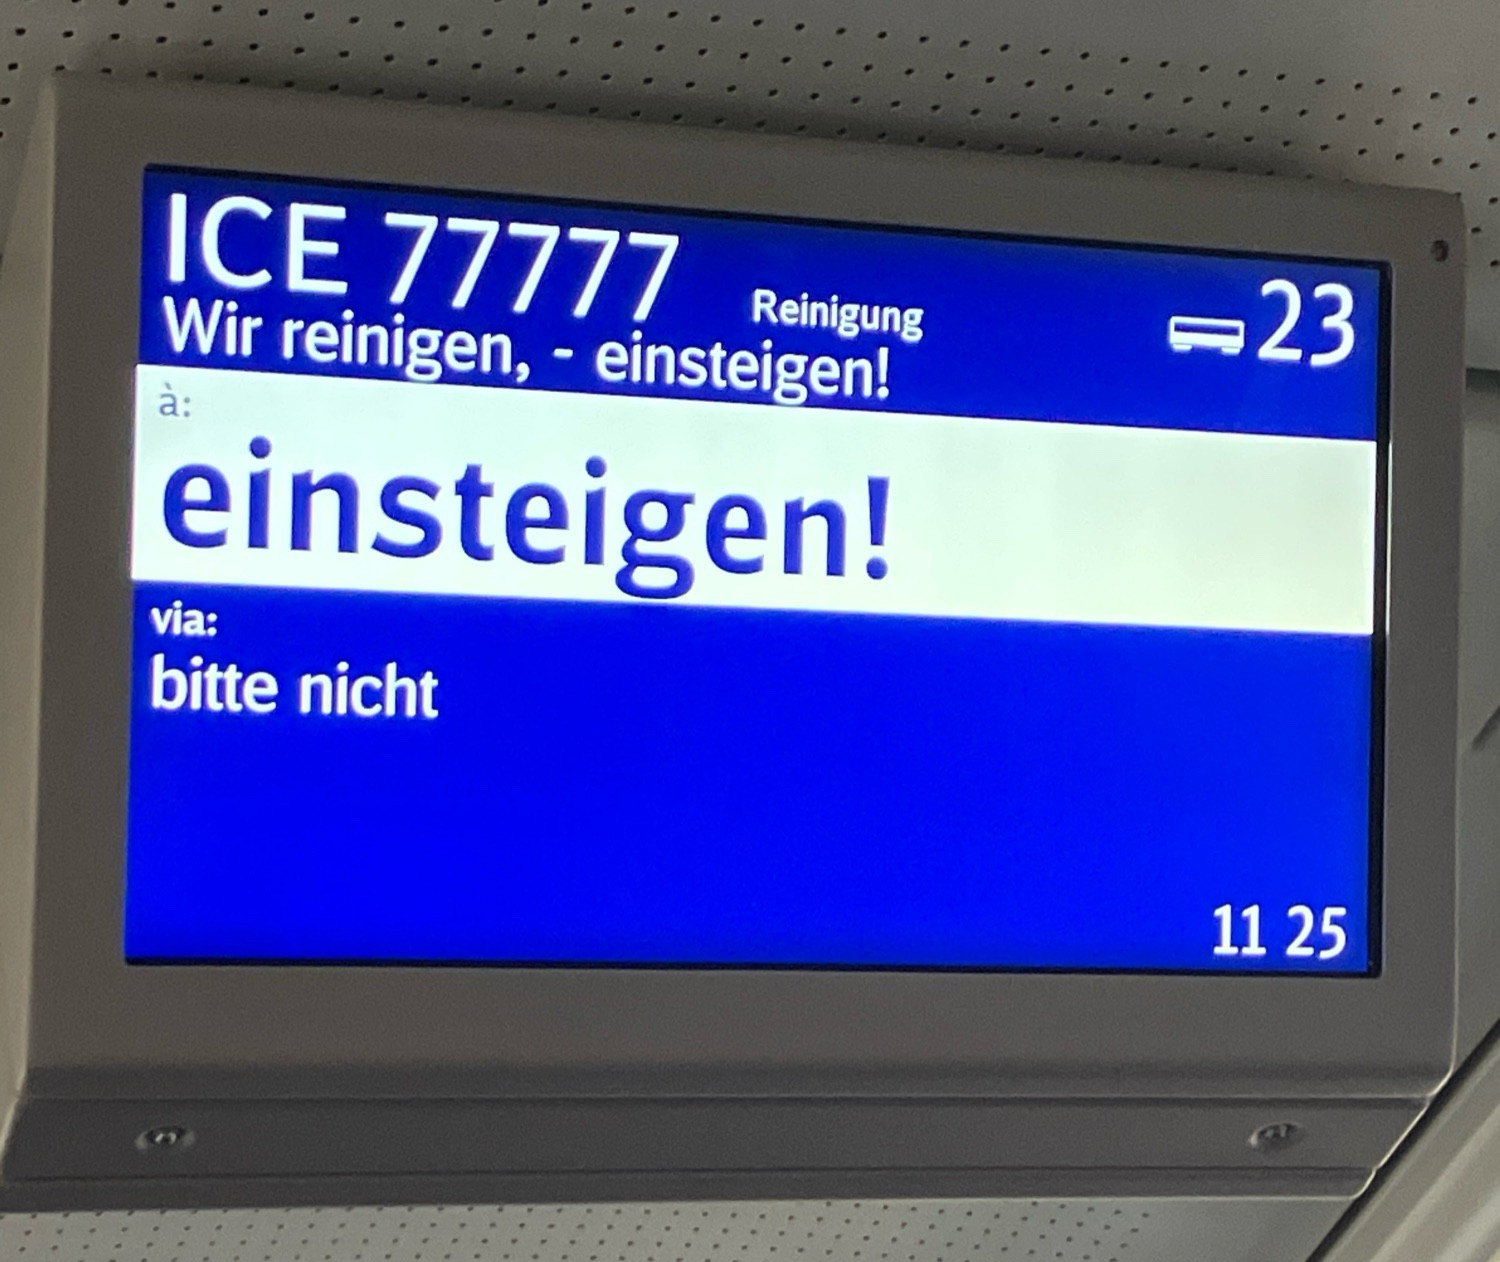 ICE 77777 Reinigung 23
Wir reinigen, - einsteigen!
à:
einsteigen!
via:
bitte nicht
11 25